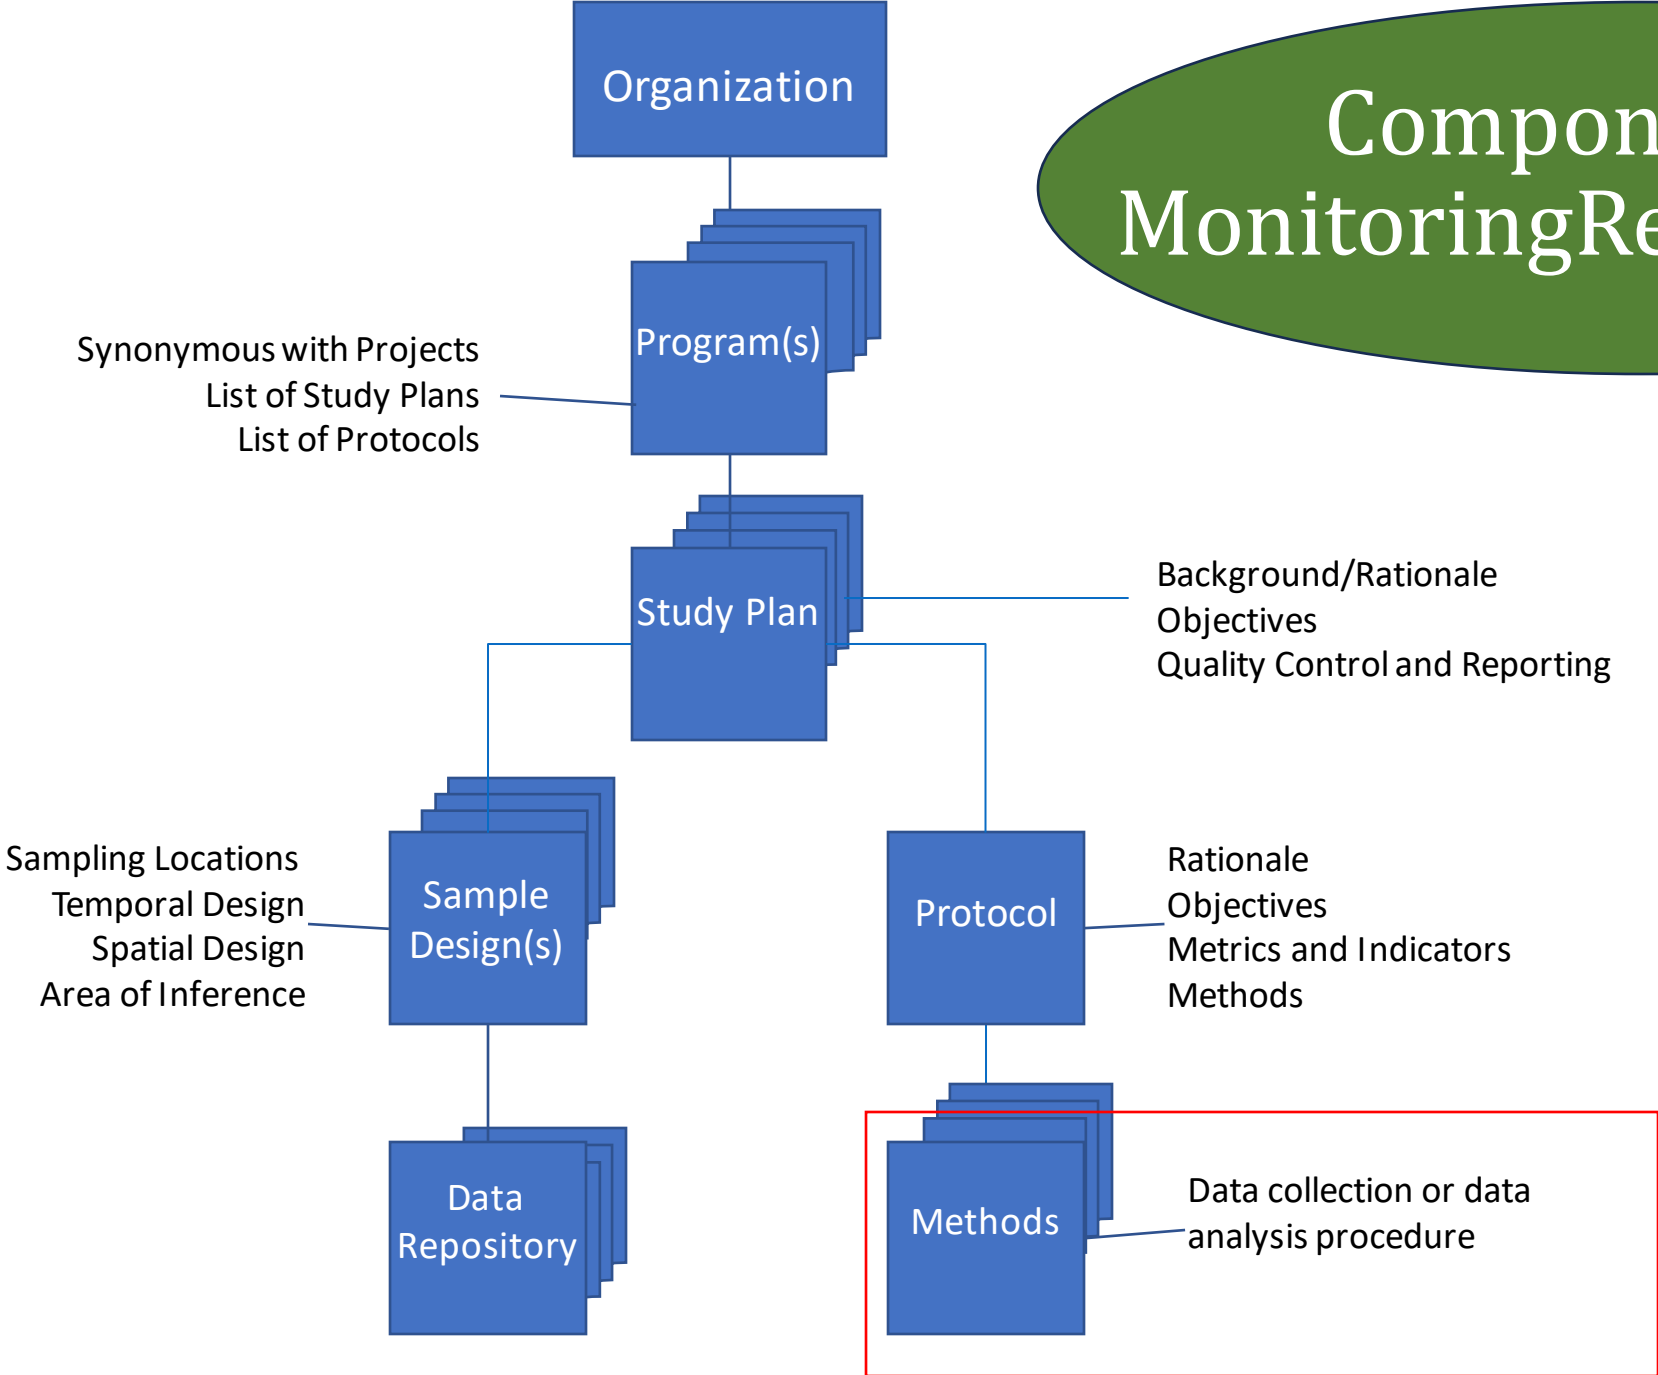 Organization
Compon
MonitoringRe
Program(s)
Synonymous with Projects
List of Study Plans
List of Protocols
Study Plan
Background/Rationale
Objectives
Quality Control and Reporting
Sampling Locations
Temporal Design
Spatial Design
Area of Inference
Sample
Design(s)
Protocol
Rationale
Objectives
Metrics and Indicators
Methods
Data
Repository
Methods
Data collection or data
analysis procedure